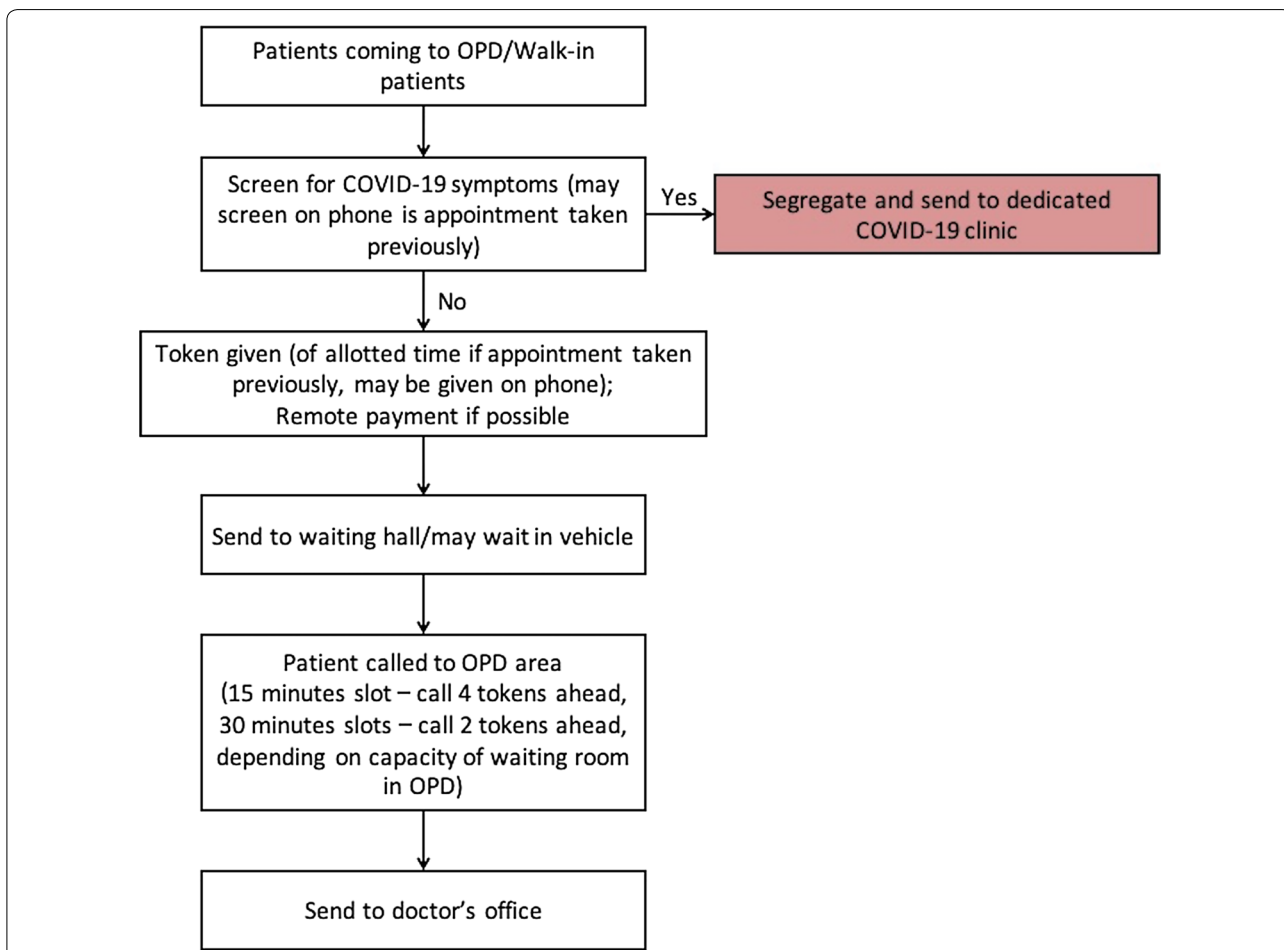 Patients coming to OPD/Walk-in
patients
Screen for COVID-19 symptoms (may
screen on phone is appointment taken
previously)
Yes
Segregate and send to dedicated
COVID-19 clinic
No
Token given (of allotted time if appointment taken
previously, may be given on phone);
Remote payment if possible
Send to waiting hall/may wait in vehicle
Patient called to OPD area
(15 minutes slot – call 4 tokens ahead,
30 minutes slots – call 2 tokens ahead,
depending on capacity of waiting room
in OPD)
Send to doctor’s office